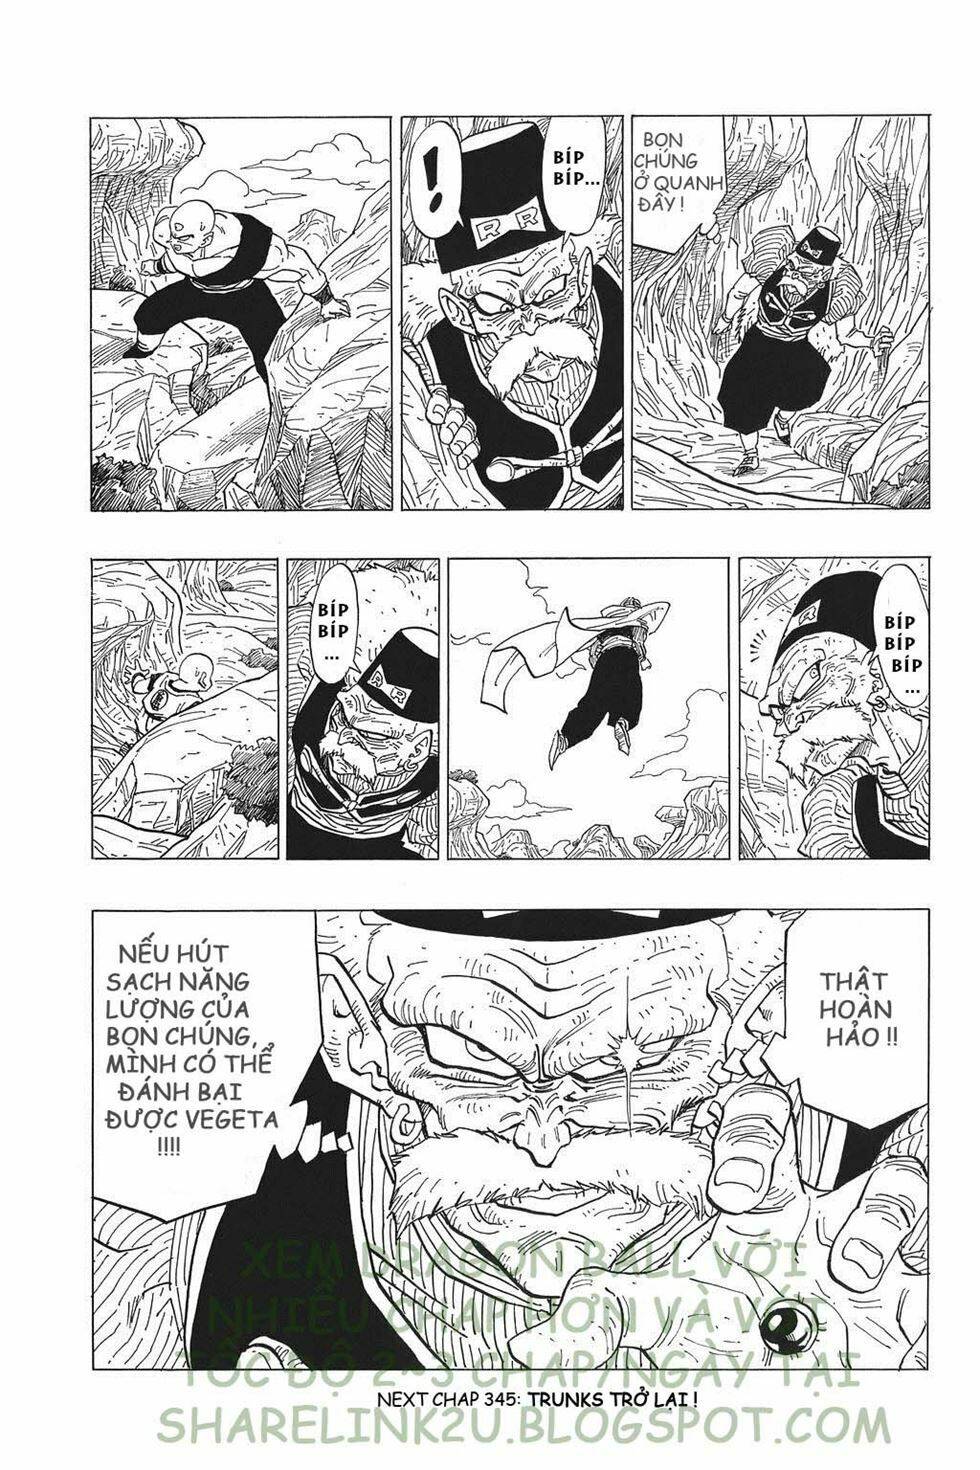 BỌN
CHÚNG
Ở QUANH
ĐÂY !
BÍP
BÍP...
!
R R
BÍP
BÍP
BÍP
...
BÍP
BÍP
...
R R
THẬT
HOÀN
HẢO !!
NẾU HÚT
SẠCH NĂNG
LƯỢNG CỦA
BỌN CHÚNG,
MÌNH CÓ THỂ
ĐÁNH BẠI
ĐƯỢC VEGETA
!!!!
XEM DRAGON BALL VỚI
NHIỀU CHAP HƠN VÀ VỚI
TỐC ĐỘ 2~3 CHAP/NGÀY TẠI
SHARELINK2U.BLOGSPOT.COM
NEXT CHAP 345: TRUNKS TRỞ LẠI !